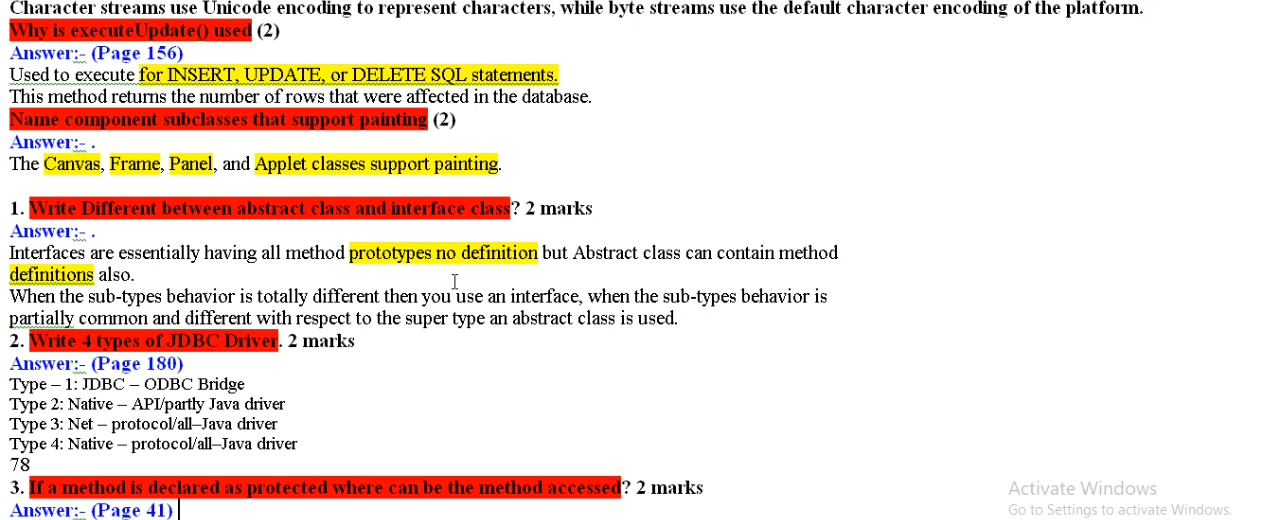 Character streams use Unicode encoding to represent characters, while byte streams use the default character encoding of the platform.
Why is executeUpdate() used (2)
Answer:- (Page 156)
Used to execute for INSERT, UPDATE, or DELETE SQL statements.
This method returns the number of rows that were affected in the database.
Name component subclasses that support painting (2)
Answer:- .
The Canvas, Frame, Panel, and Applet classes support painting.
1. Write Different between abstract class and interface class? 2 marks
Answer:- .
Interfaces are essentially having all method prototypes no definition but Abstract class can contain method
definitions also.
When the sub-types behavior is totally different then you use an interface, when the sub-types behavior is
partially common and different with respect to the super type an abstract class is used.
2. Write 4 types of JDBC Driver. 2 marks
Answer:- (Page 180)
Type – 1: JDBC – ODBC Bridge
Type 2: Native – API/partly Java driver
Type 3: Net – protocol/all–Java driver
Type 4: Native – protocol/all–Java driver
78
3. If a method is declared as protected where can be the method accessed? 2 marks
Answer:- (Page 41)
Activate Windows
Go to Settings to activate Windows.